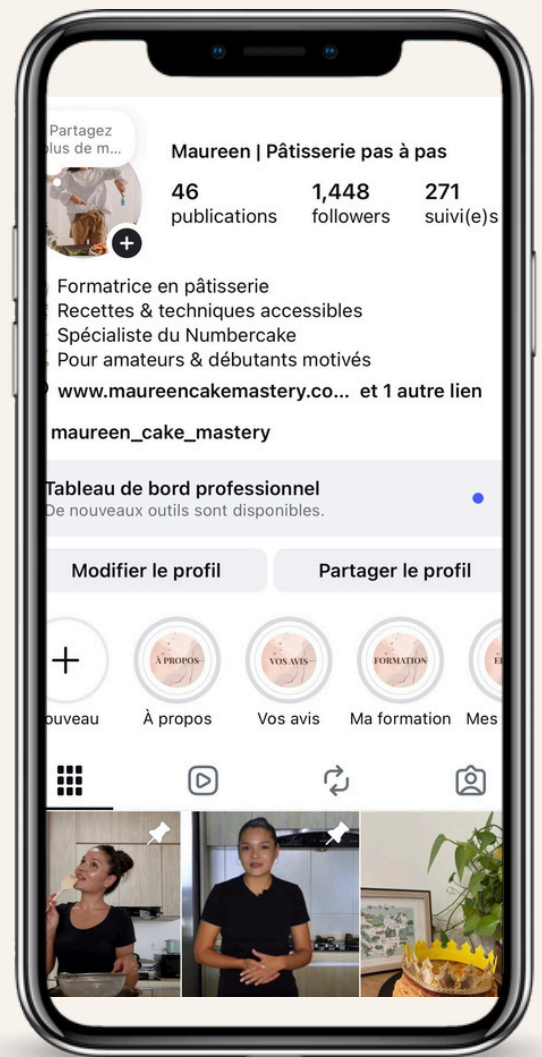 Partagez
plus de m...
Maureen | Pâtisserie pas à pas
46 1,448 271
publications followers suivi(e)s
Formatrice en pâtisserie
Recettes & techniques accessibles
Spécialiste du Numbercake
Pour amateurs & débutants motivés
www.maureencakemastery.co... et 1 autre lien
maureen_cake_mastery
Tableau de bord professionnel
De nouveaux outils sont disponibles.
Modifier le profil Partager le profil
À PROPOS VOS AVIS FORMATION
ouveau À propos Vos avis Ma formation Mes